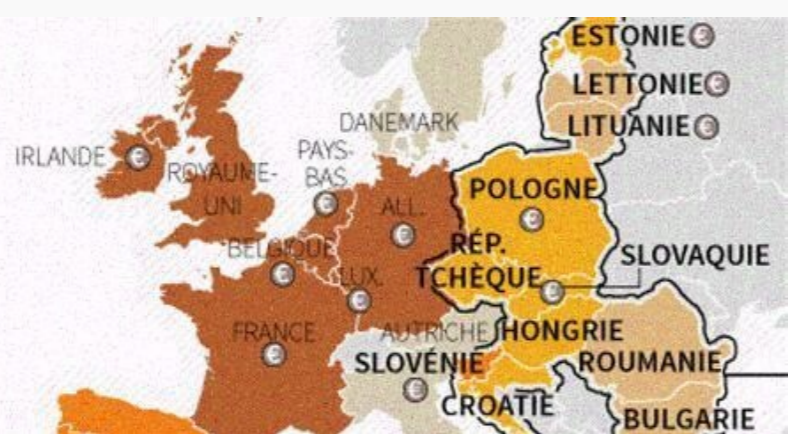 ESTONIE €
LETTONIE €
LITUANIE €
DANEMARK
IRLANDE €
ROYAUME-
UNI
PAYS-
BAS
€
ALL.
€
POLOGNE
€
BELGIQUE
€
LUX.
€
RÉP.
TCHÈQUE
SLOVAQUIE
€
FRANCE
€
AUTRICHE
HONGRIE
SLOVÉNIE
€
ROUMANIE
CROATIE
BULGARIE